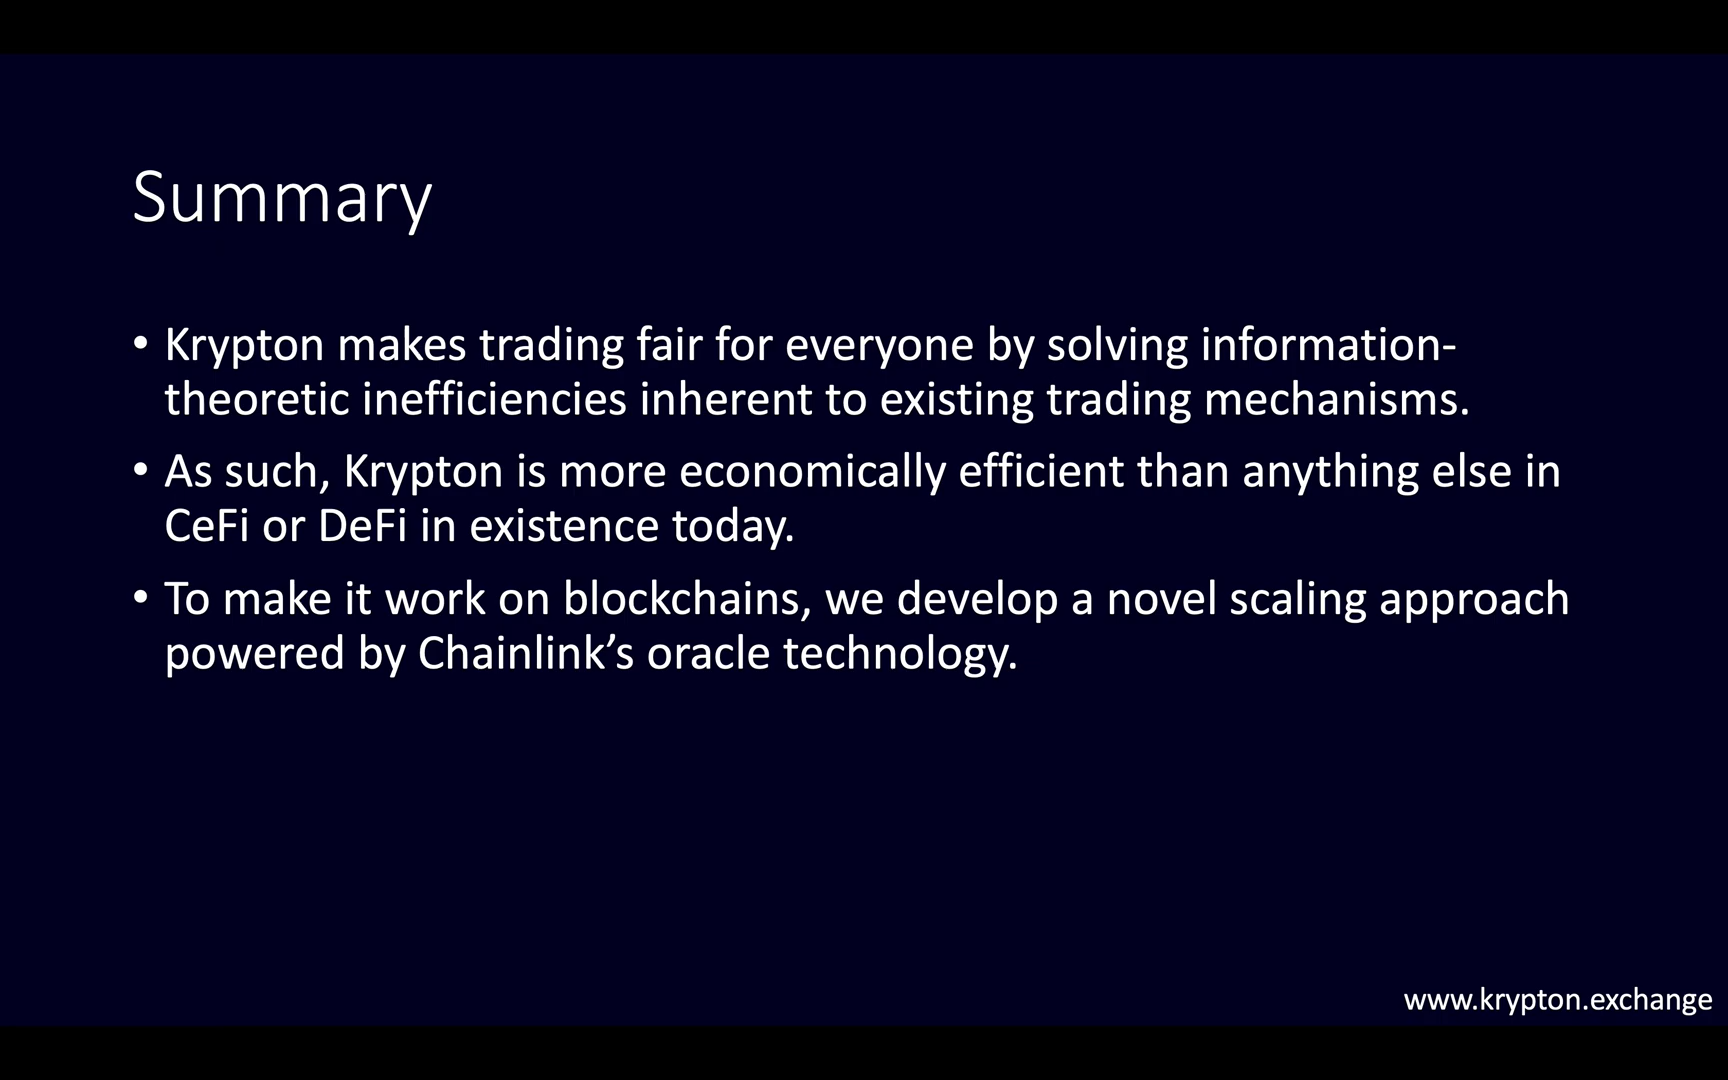 Summary
• Krypton makes trading fair for everyone by solving information-
theoretic inefficiencies inherent to existing trading mechanisms.
• As such, Krypton is more economically efficient than anything else in
CeFi or DeFi in existence today.
• To make it work on blockchains, we develop a novel scaling approach
powered by Chainlink’s oracle technology.
www.krypton.exchange